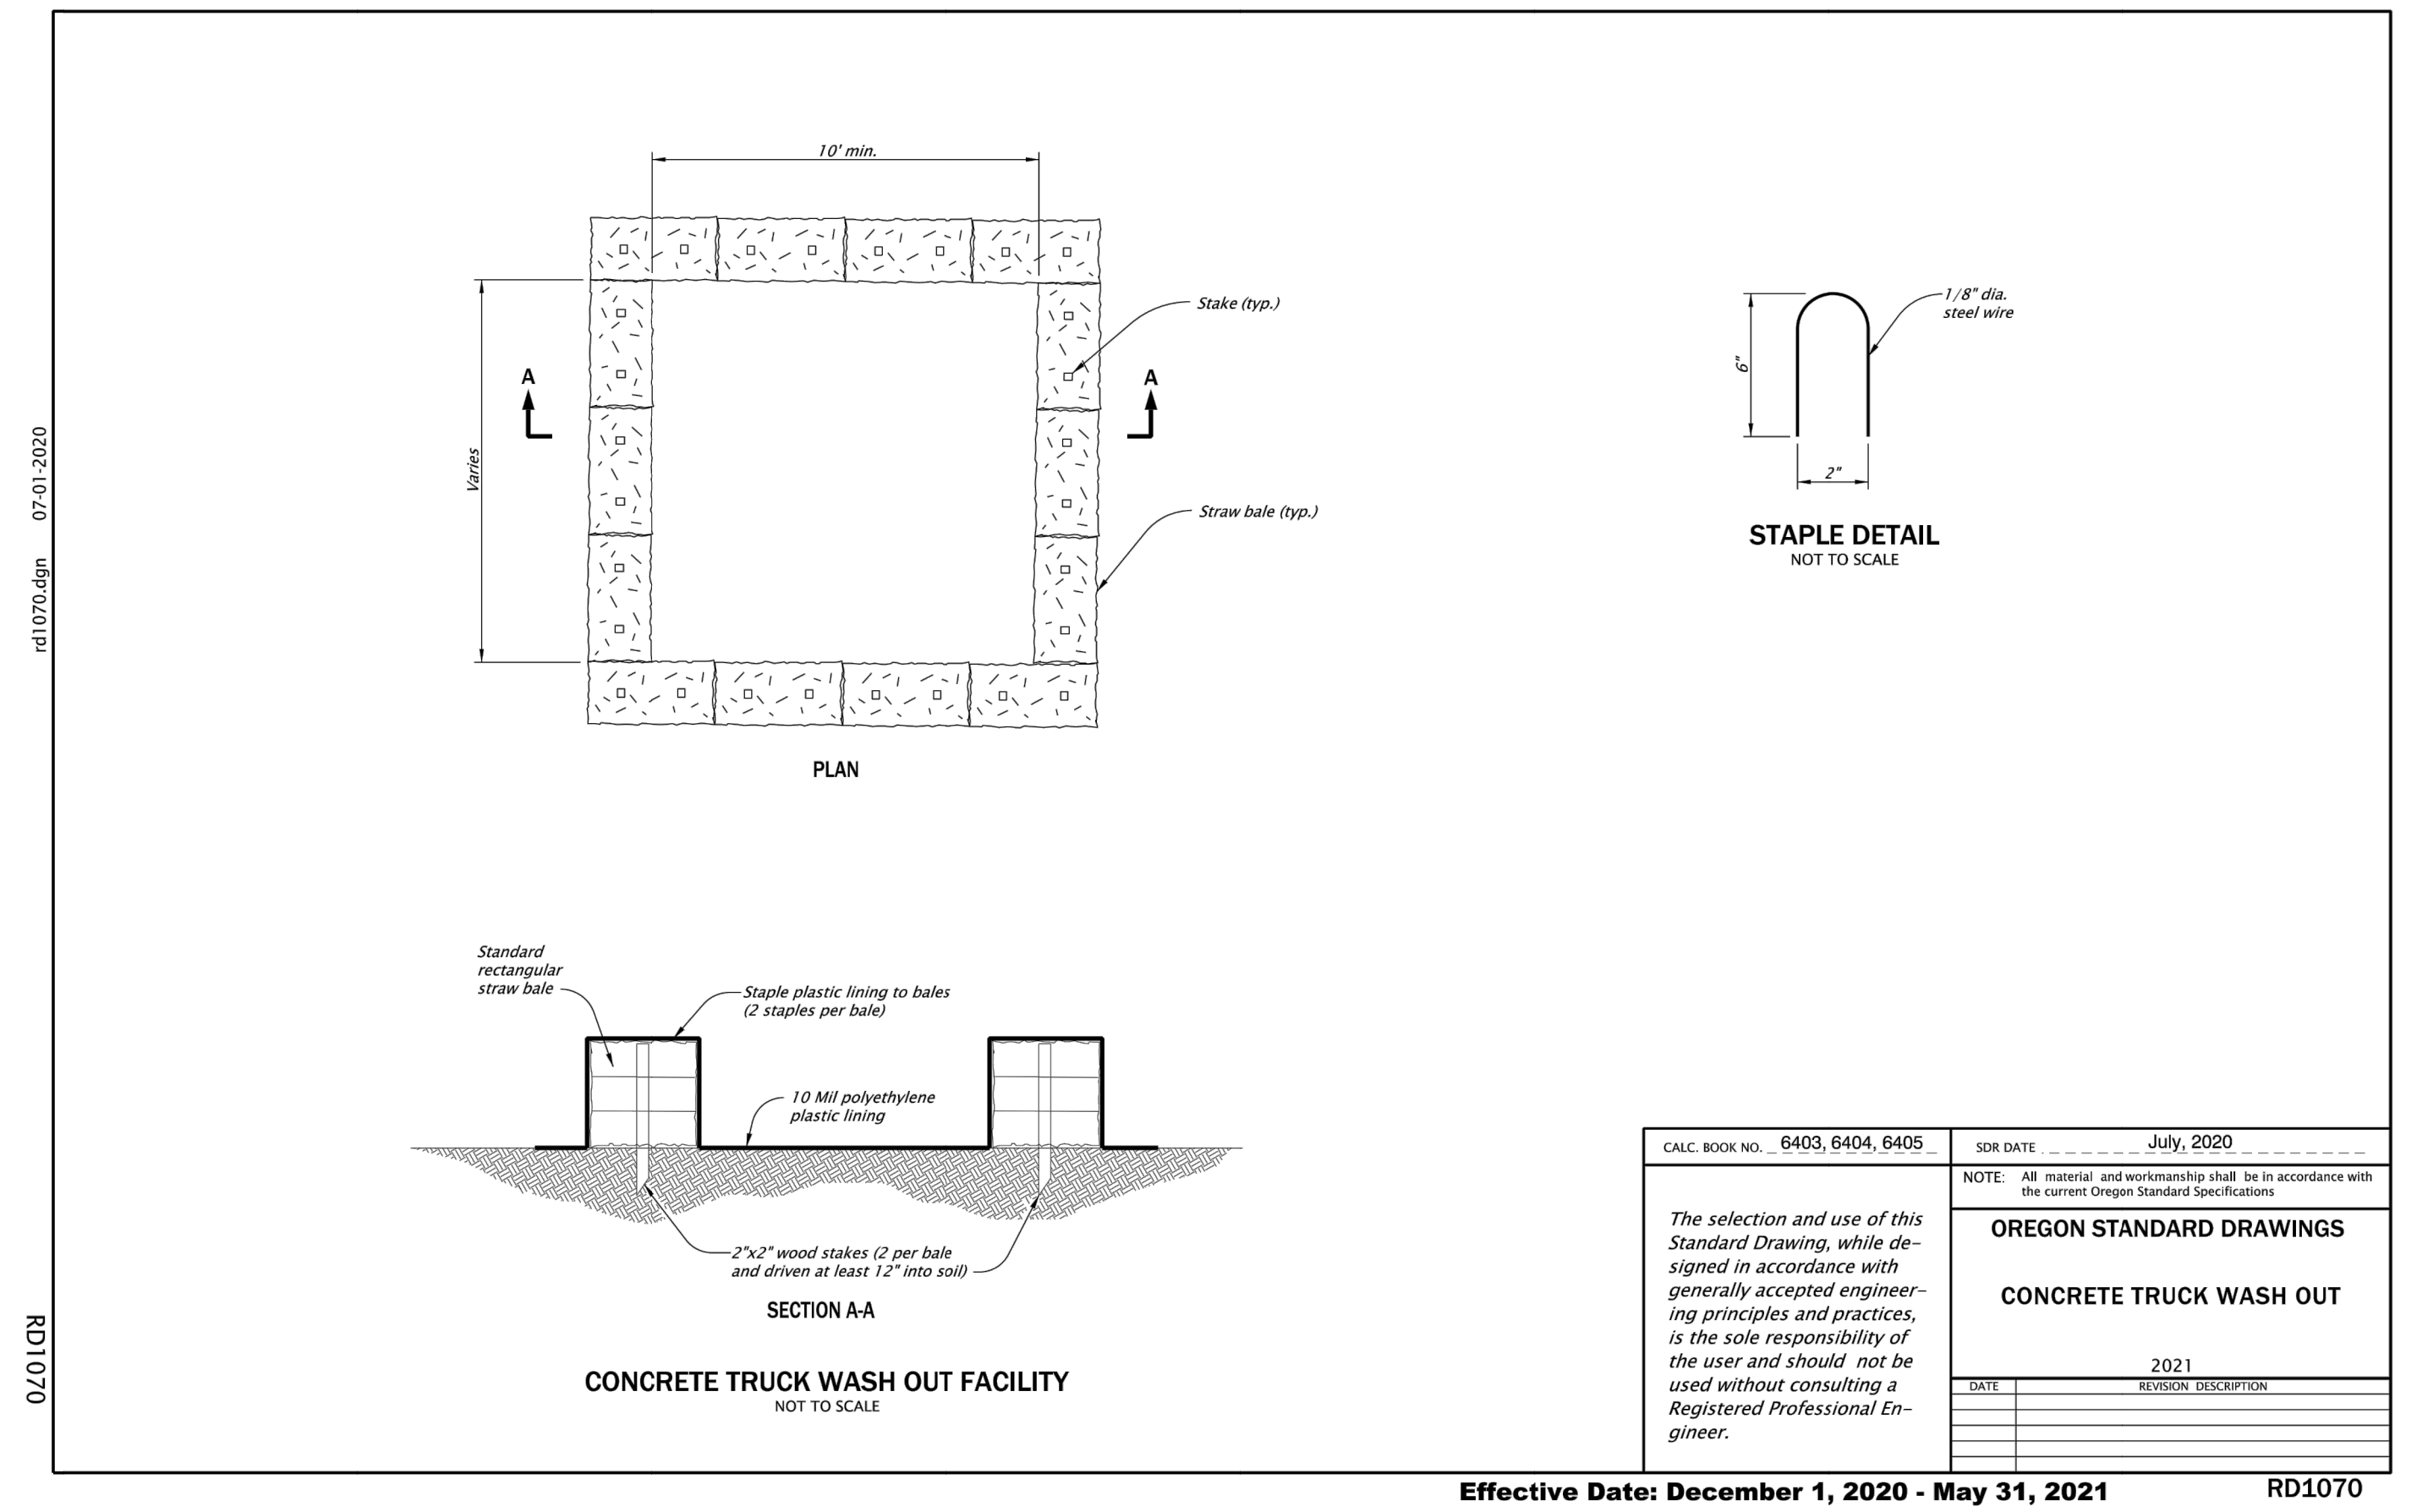 10' min.
Stake (typ.)
A
A
Varies
Straw bale (typ.)
PLAN
1/8" dia.
steel wire
6"
2"
STAPLE DETAIL
NOT TO SCALE
Standard
rectangular
straw bale
Staple plastic lining to bales
(2 staples per bale)
10 Mil polyethylene
plastic lining
2"x2" wood stakes (2 per bale
and driven at least 12" into soil)
SECTION A-A
CONCRETE TRUCK WASH OUT FACILITY
NOT TO SCALE
rd1070.dgn 07-01-2020
RD1070
CALC. BOOK NO. 6403, 6404, 6405
SDR DATE July, 2020
NOTE: All material and workmanship shall be in accordance with
the current Oregon Standard Specifications
The selection and use of this
Standard Drawing, while de-
signed in accordance with
generally accepted engineer-
ing principles and practices,
is the sole responsibility of
the user and should not be
used without consulting a
Registered Professional En-
gineer.
OREGON STANDARD DRAWINGS
CONCRETE TRUCK WASH OUT
2021
DATE REVISION DESCRIPTION
Effective Date: December 1, 2020 - May 31, 2021
RD1070